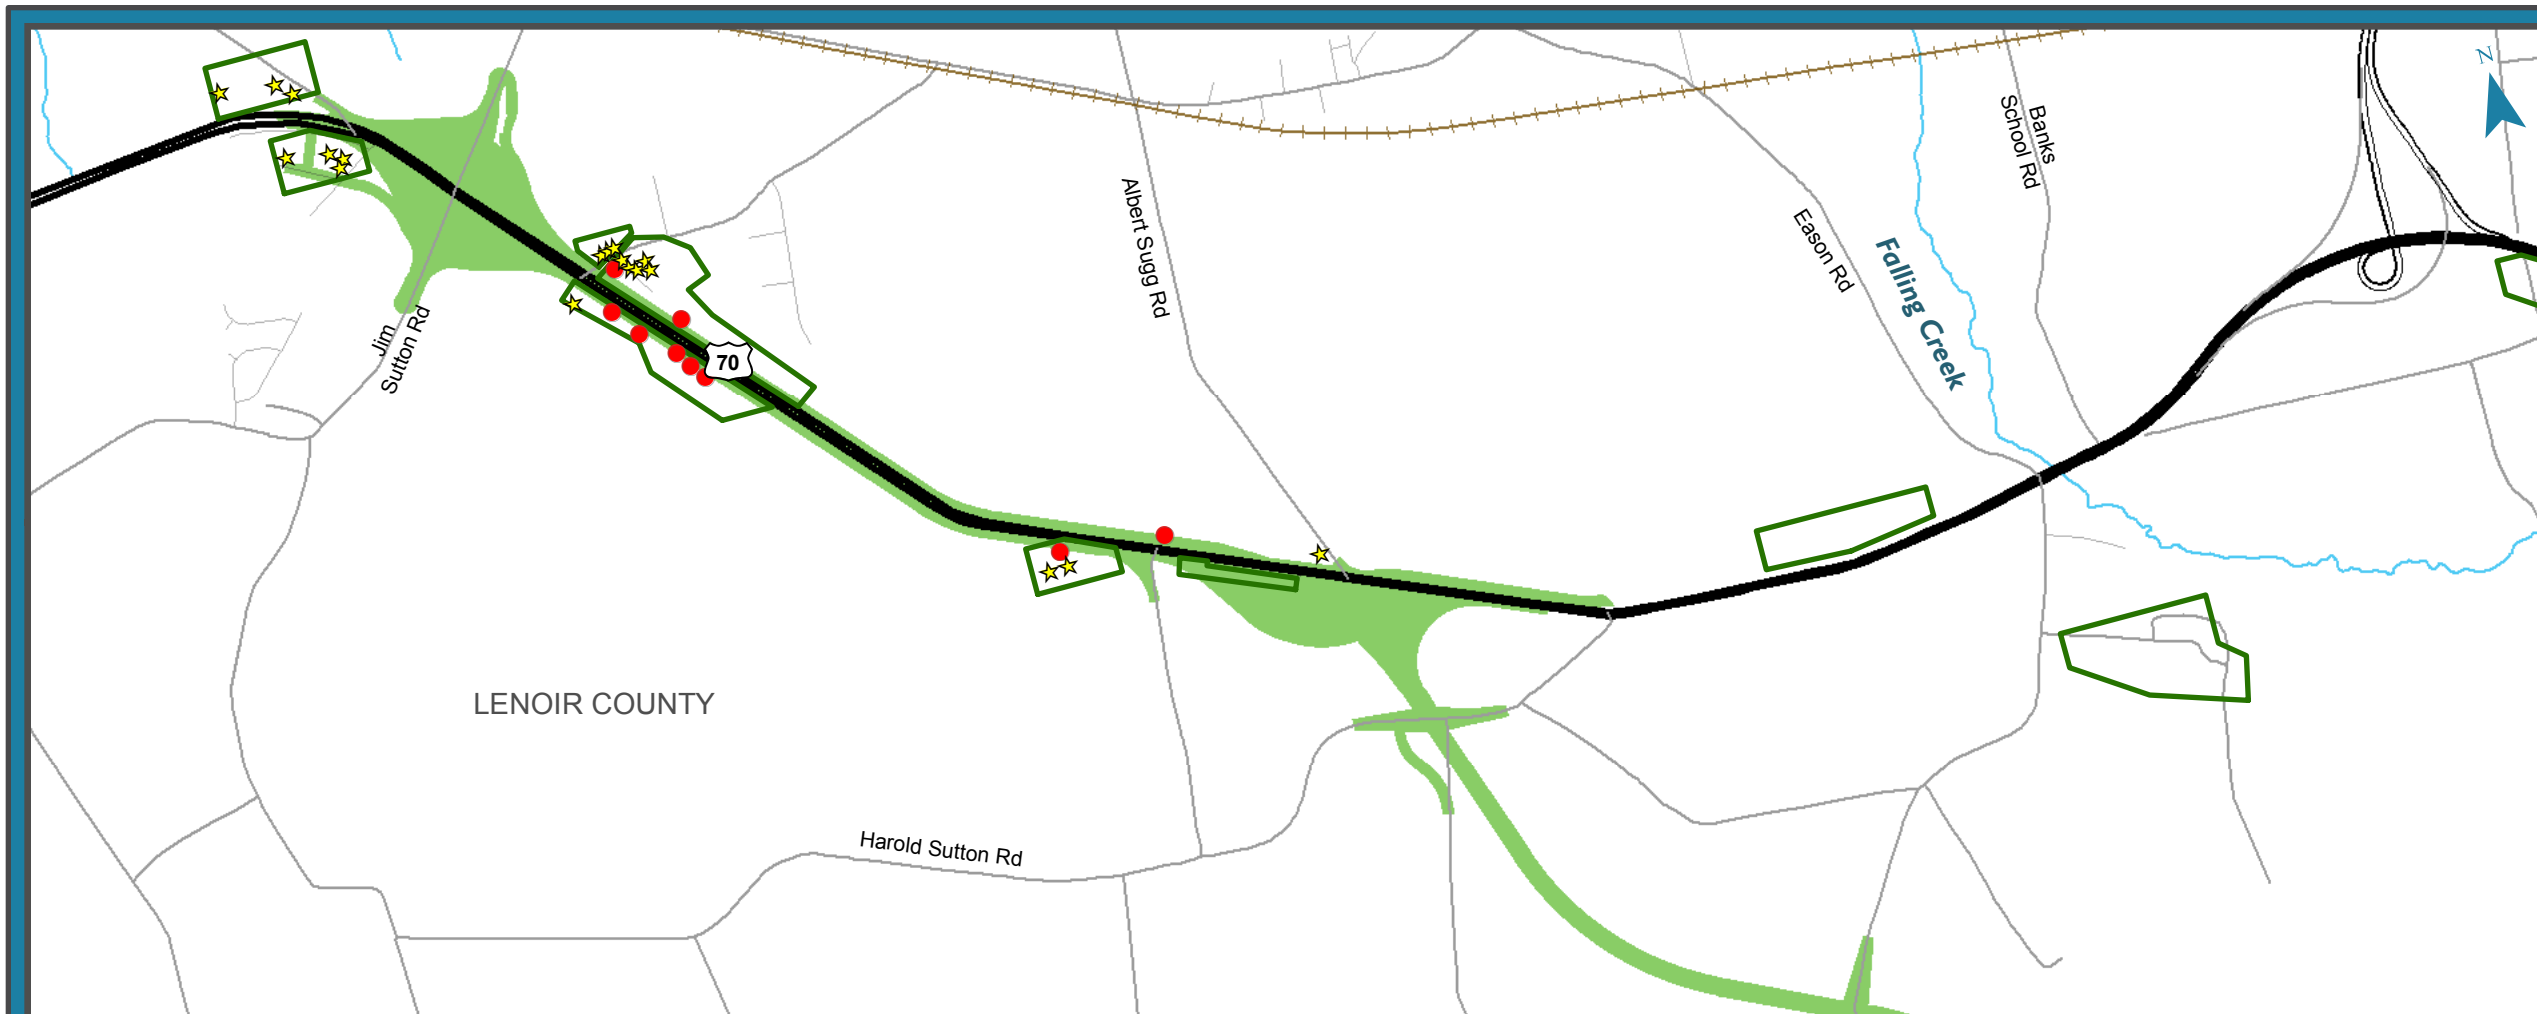 N
Banks
School Rd
Albert Sugg Rd
Eason Rd
Falling Creek
Jim
Sutton Rd
70
LENOIR COUNTY
Harold Sutton Rd